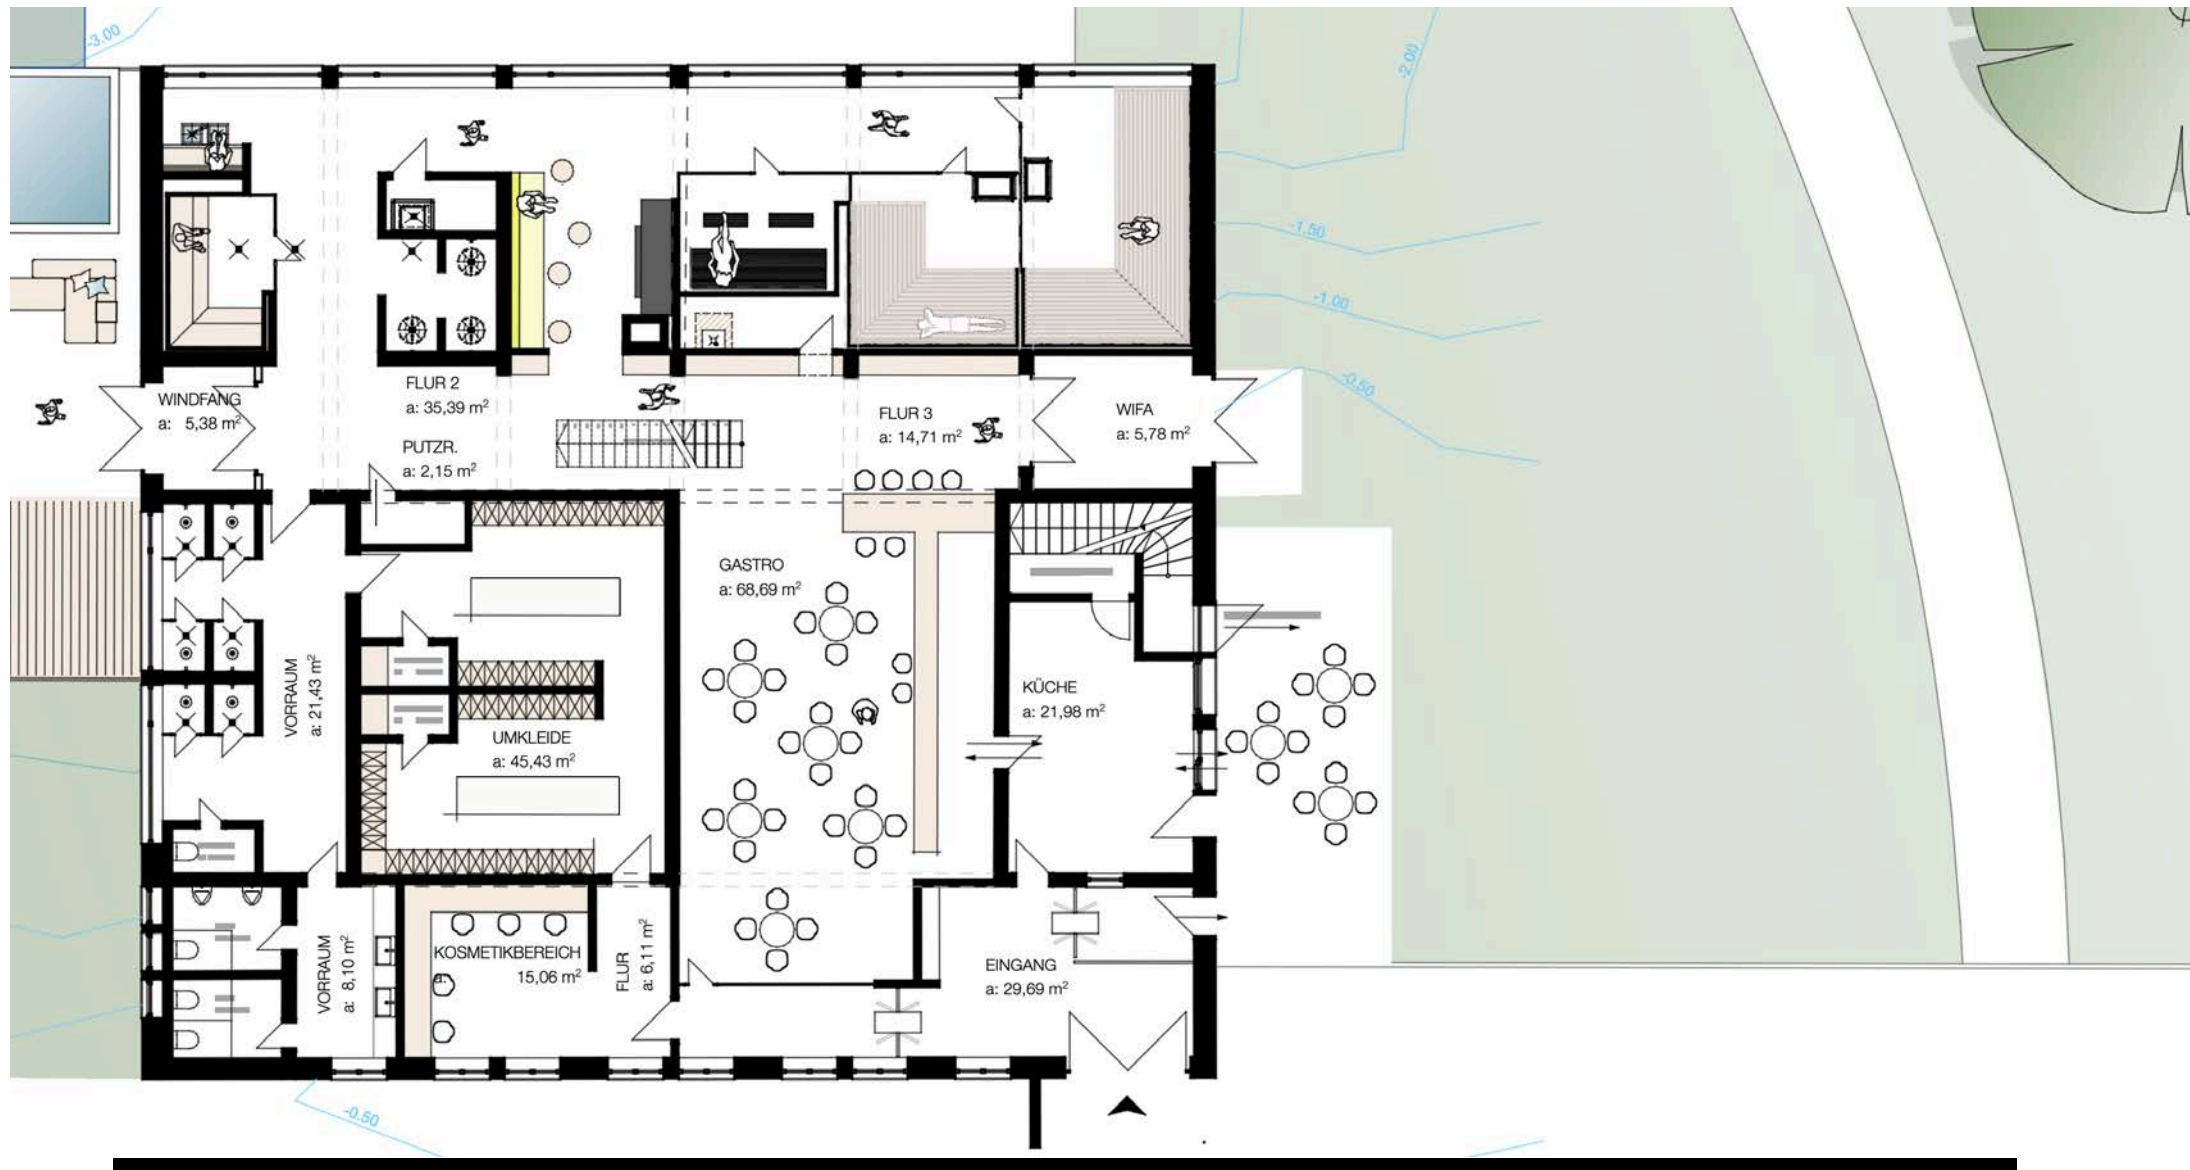 -3.00
-2.00
-1.50
-1.00
-0.50
WINDFANG
a: 5,38 m²
FLUR 2
a: 35,39 m²
PUTZR.
a: 2,15 m²
FLUR 3
a: 14,71 m²
WIFA
a: 5,78 m²
GASTRO
a: 68,69 m²
VORRAUM
a: 21,43 m²
KÜCHE
a: 21,98 m²
UMKLEIDE
a: 45,43 m²
VORRAUM
a: 8,10 m²
KOSMETIKBEREICH
a: 15,06 m²
FLUR
a: 6,11 m²
EINGANG
a: 29,69 m²
-0.50